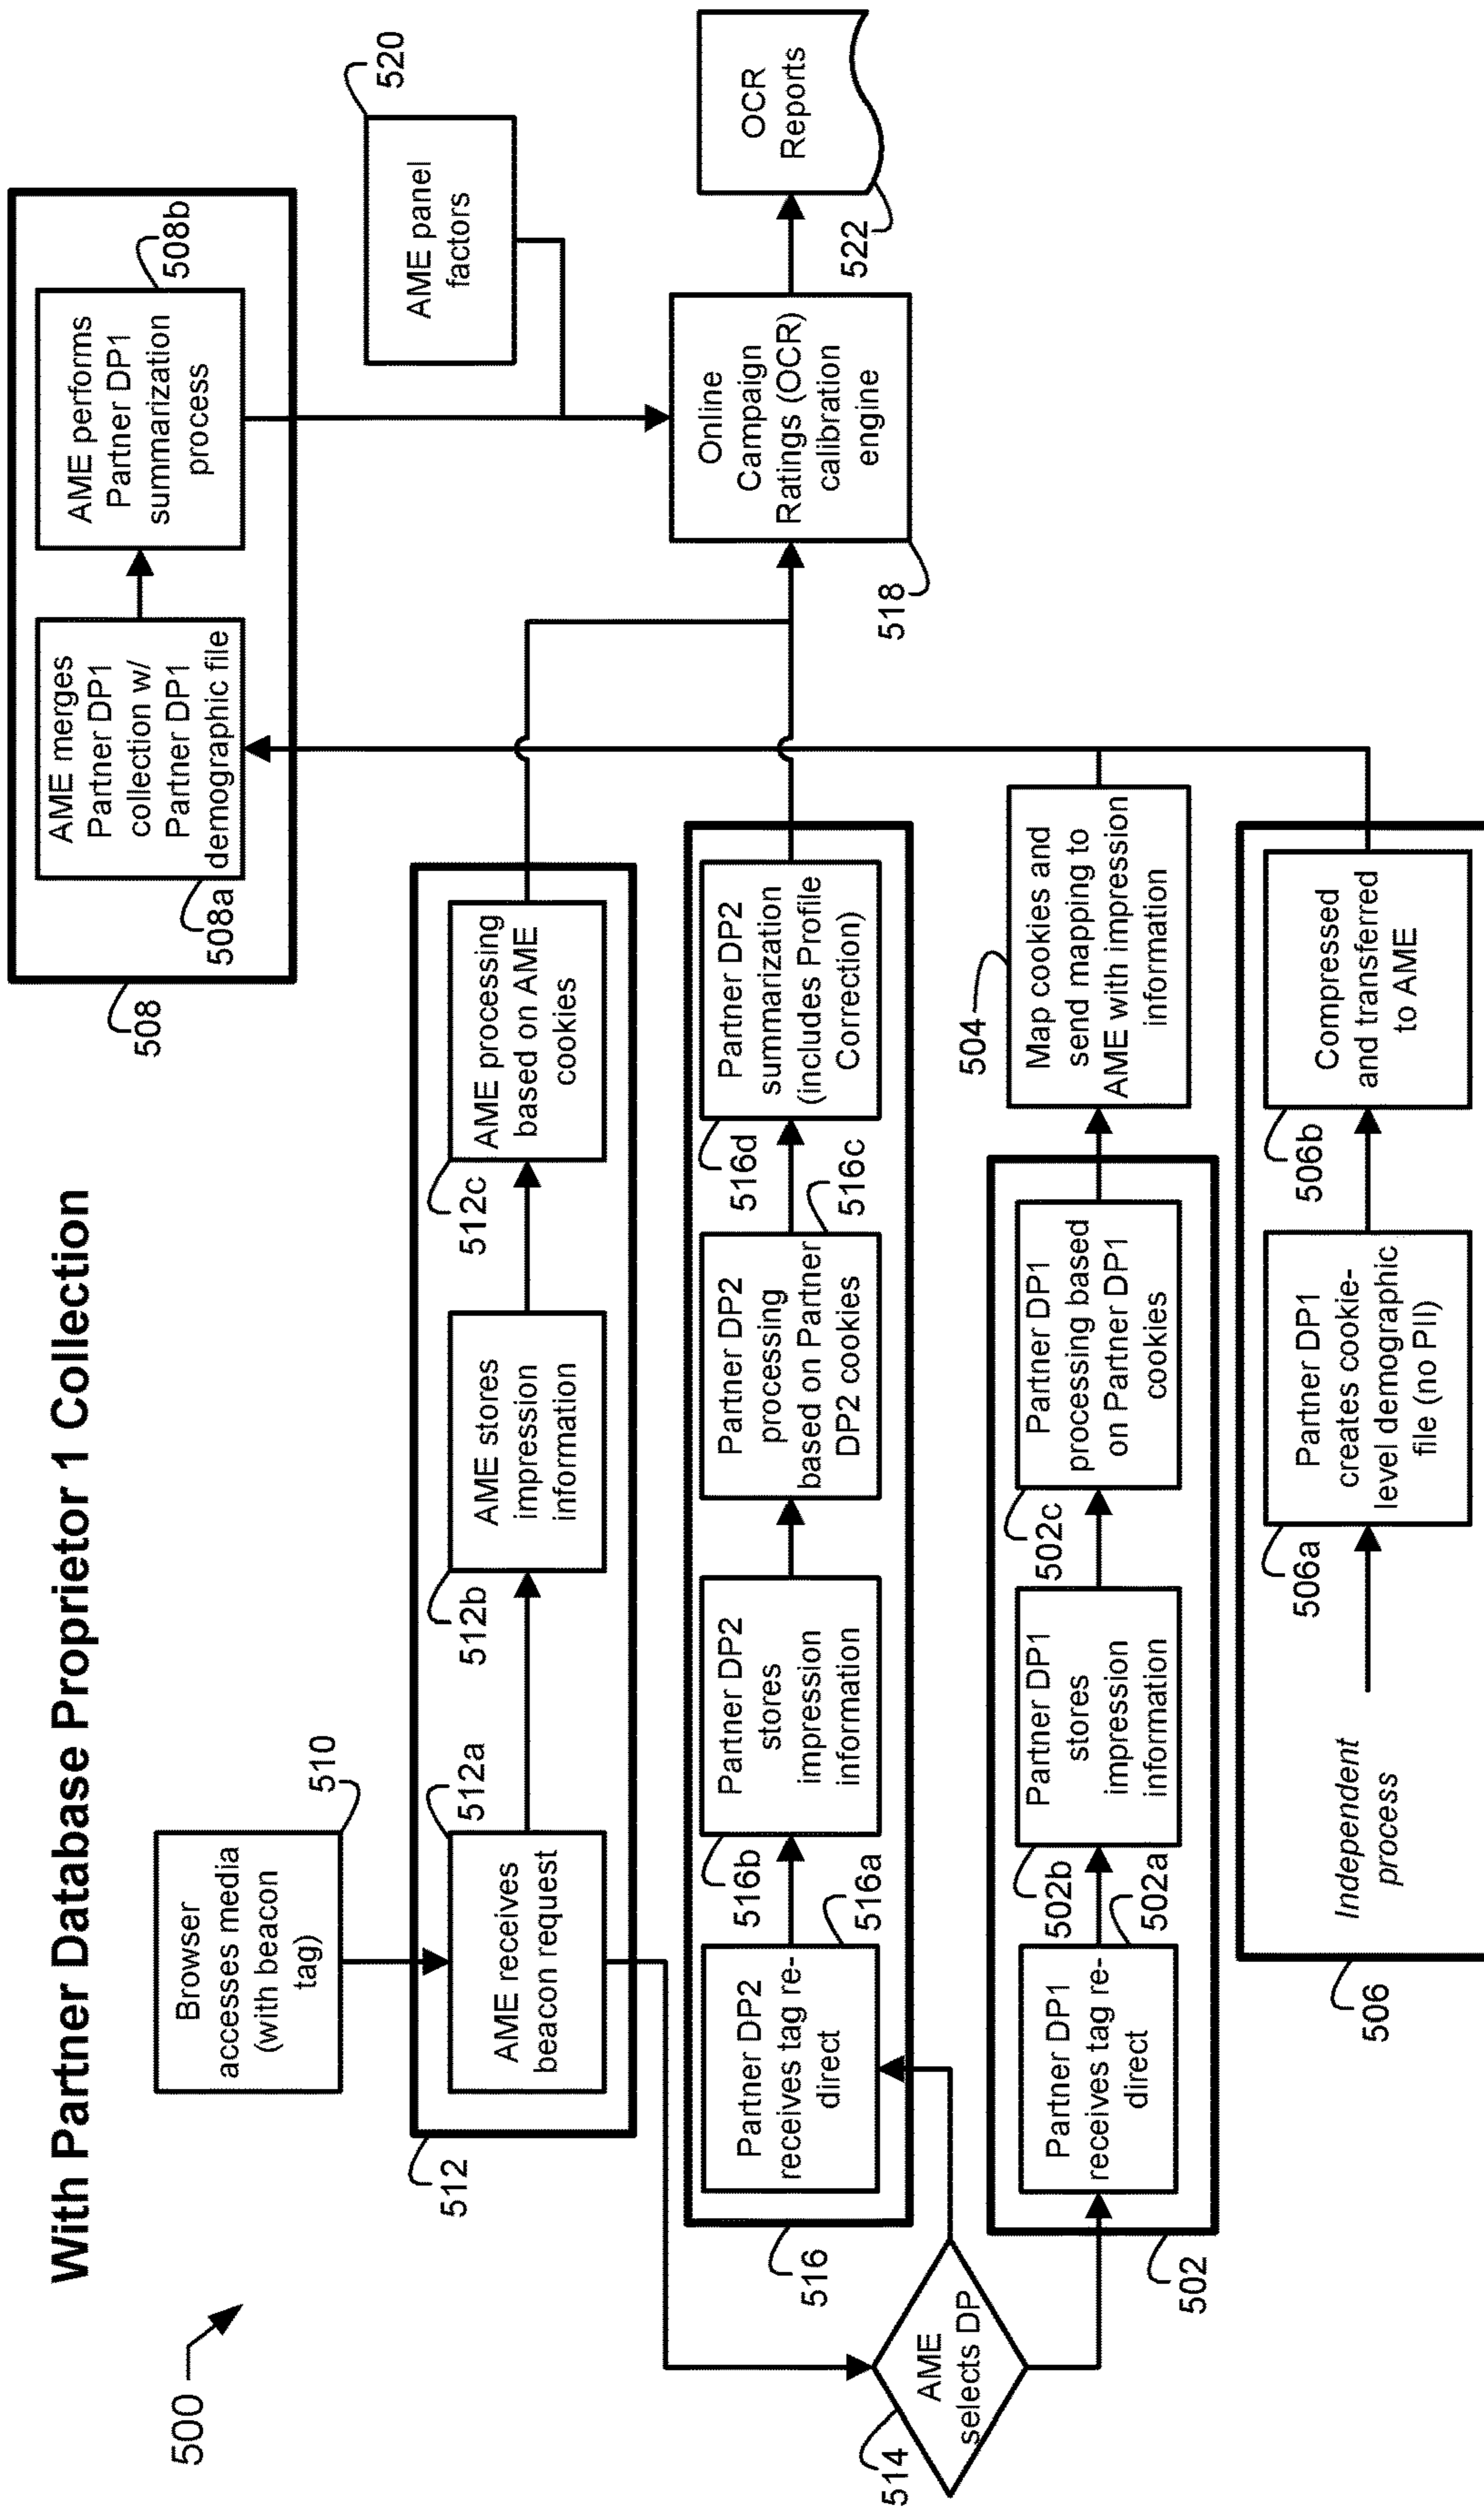 With Partner Database Proprietor 1 Collection
500
Browser
accesses media
(with beacon
tag)
510
AME receives
beacon request
512a
AME stores
impression
information
512b
AME processing
based on AME
cookies
512c
512
AME merges
Partner DP1
collection w/
Partner DP1
demographic file
508a
AME performs
Partner DP1
summarization
process
508b
508
AME panel
factors
520
Partner DP2
receives tag re-
direct
516a
Partner DP2
stores
impression
information
516b
Partner DP2
processing
based on Partner
DP2 cookies
516c
Partner DP2
summarization
(includes Profile
Correction)
516d
516
Online
Campaign
Ratings (OCR)
calibration
engine
518
OCR
Reports
522
AME
selects DP
514
Partner DP1
receives tag re-
direct
502a
Partner DP1
stores
impression
information
502b
Partner DP1
processing based
on Partner DP1
cookies
502c
502
Map cookies and
send mapping to
AME with impression
information
504
Independent
process
Partner DP1
creates cookie-
level demographic
file (no PII)
506a
Compressed
and transferred
to AME
506b
506